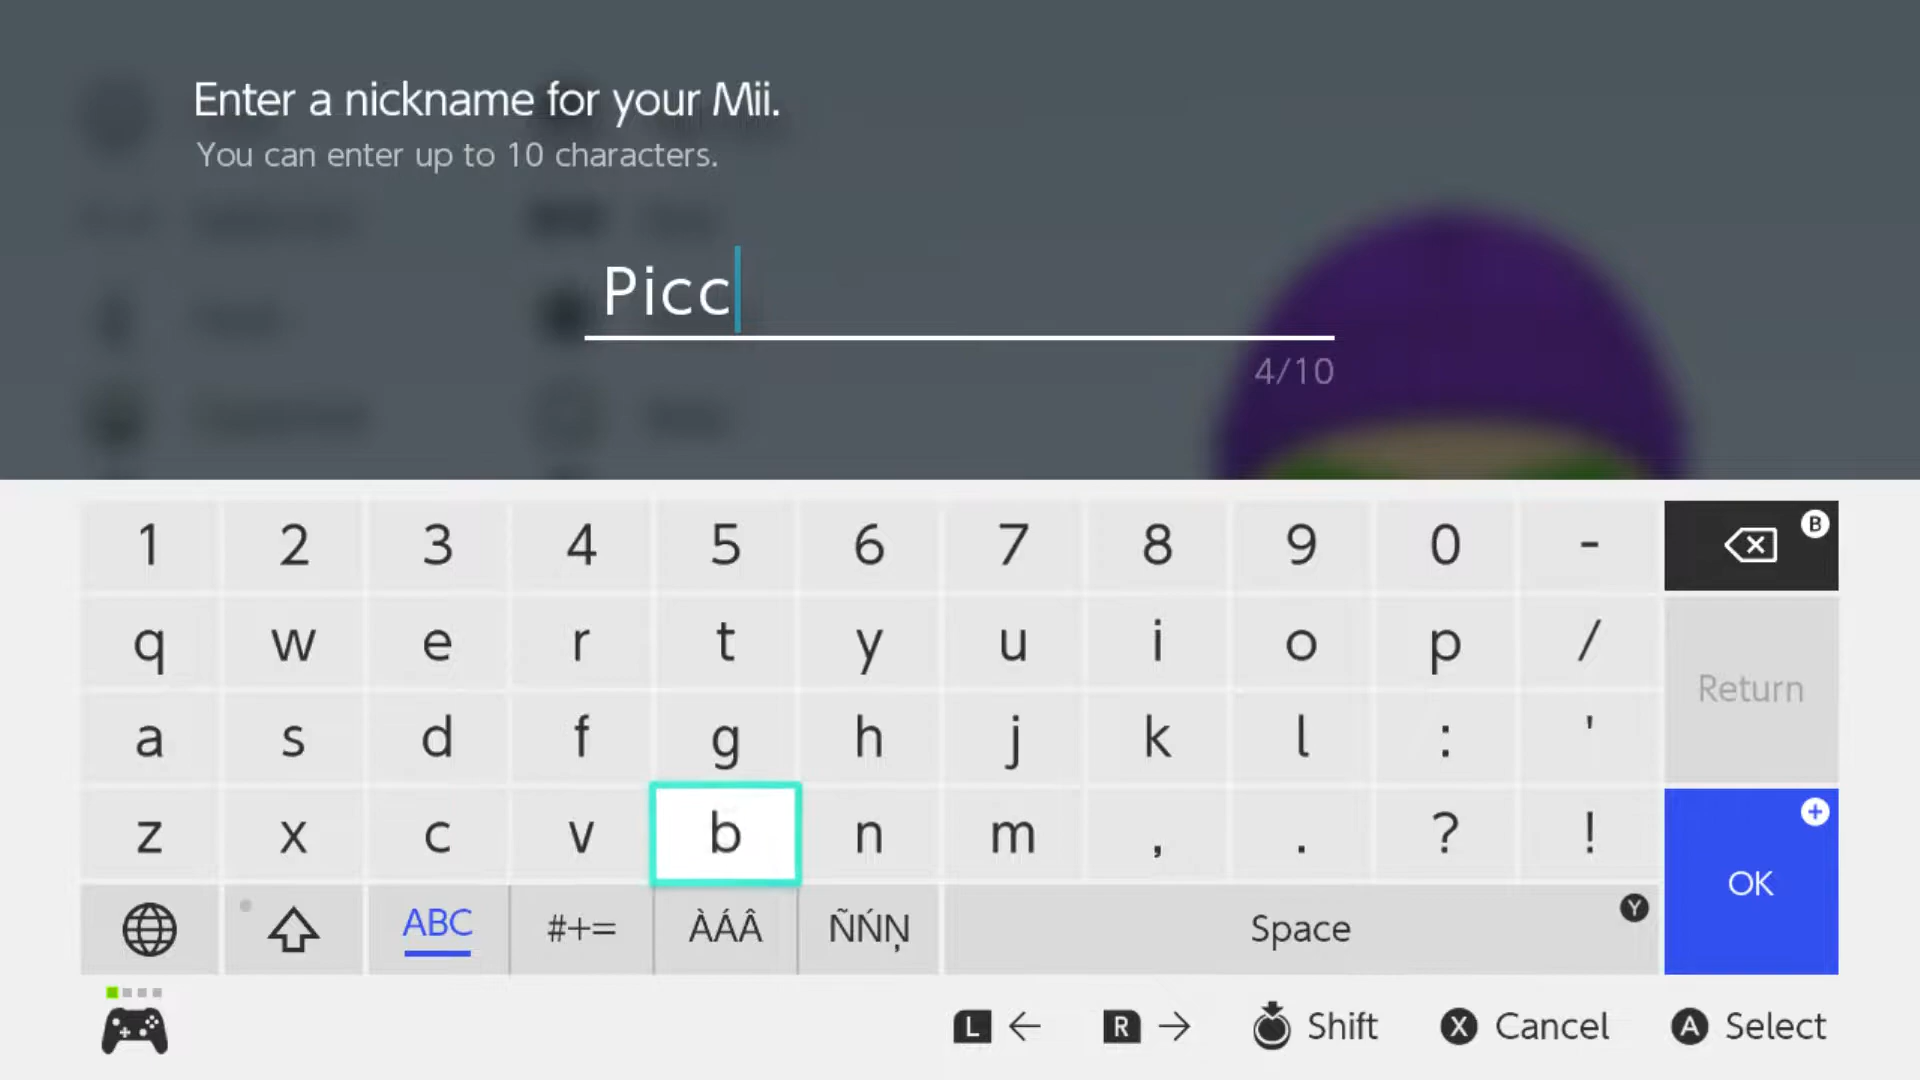 Enter a nickname for your Mii.
You can enter up to 10 characters.
Picc
4/10
1 2 3 4 5 6 7 8 9 0 - B
q w e r t y u i o p /
Return
a s d f g h j k l : '
z x c v b n m , . ? !
OK
ABC #+= ÀÁÂ ÑŃŅ Space Y
L ← R → Shift X Cancel A Select